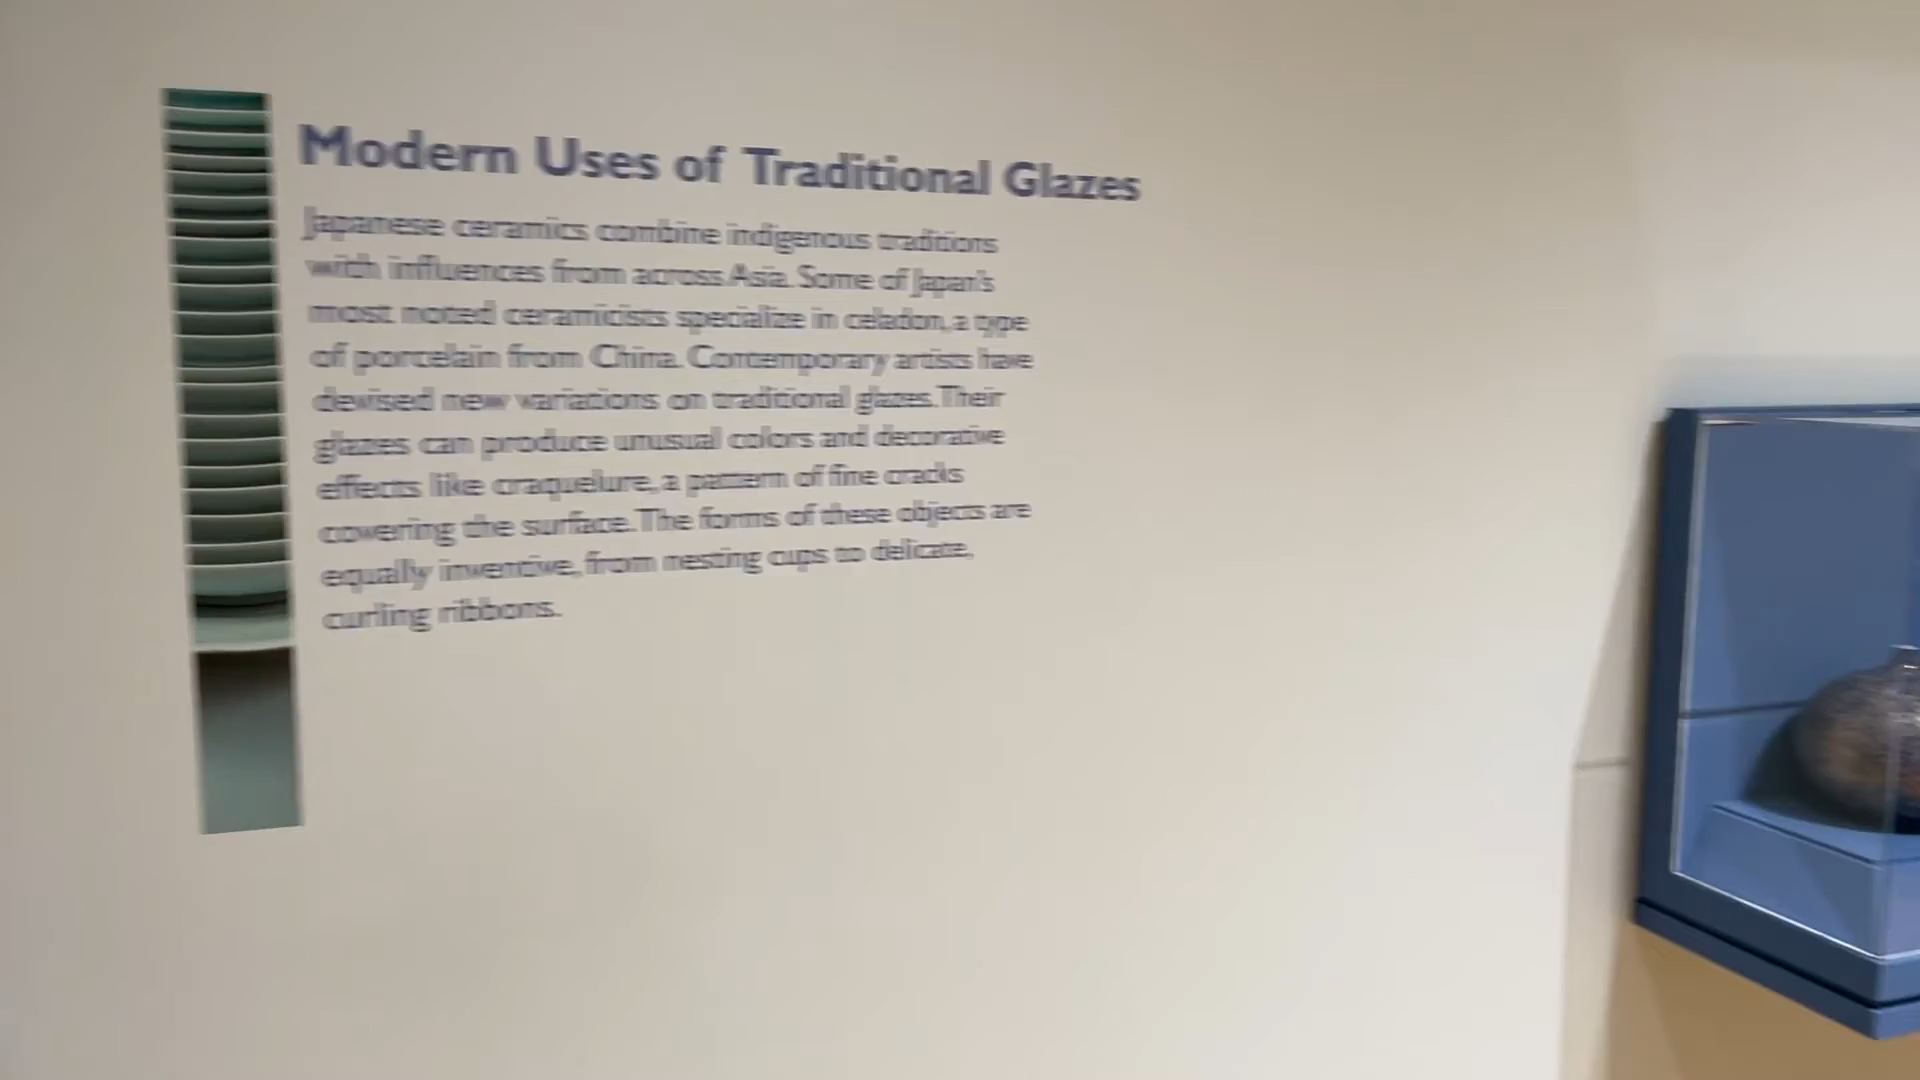 Modern Uses of Traditional Glazes
Japanese ceramics combine indigenous traditions
with influences from across Asia. Some of Japan's
most noted ceramicists specialize in celadon, a type
of porcelain from China. Contemporary artists have
devised new variations on traditional glazes. Their
glazes can produce unusual colors and decorative
effects like craquelure, a pattern of fine cracks
covering the surface. The forms of these objects are
equally inventive, from nesting cups to delicate,
curling ribbons.